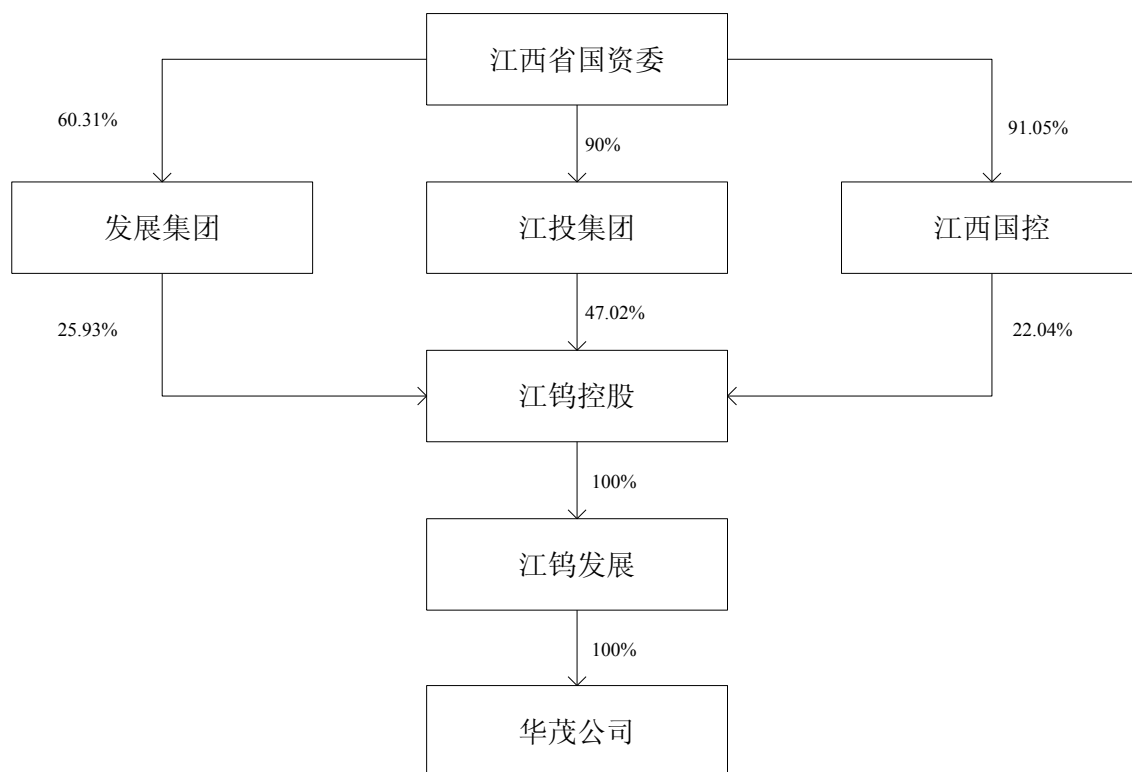 江西省国资委
60.31%
90%
91.05%
发展集团
江投集团
江西国控
25.93%
47.02%
22.04%
江钨控股
100%
江钨发展
100%
华茂公司